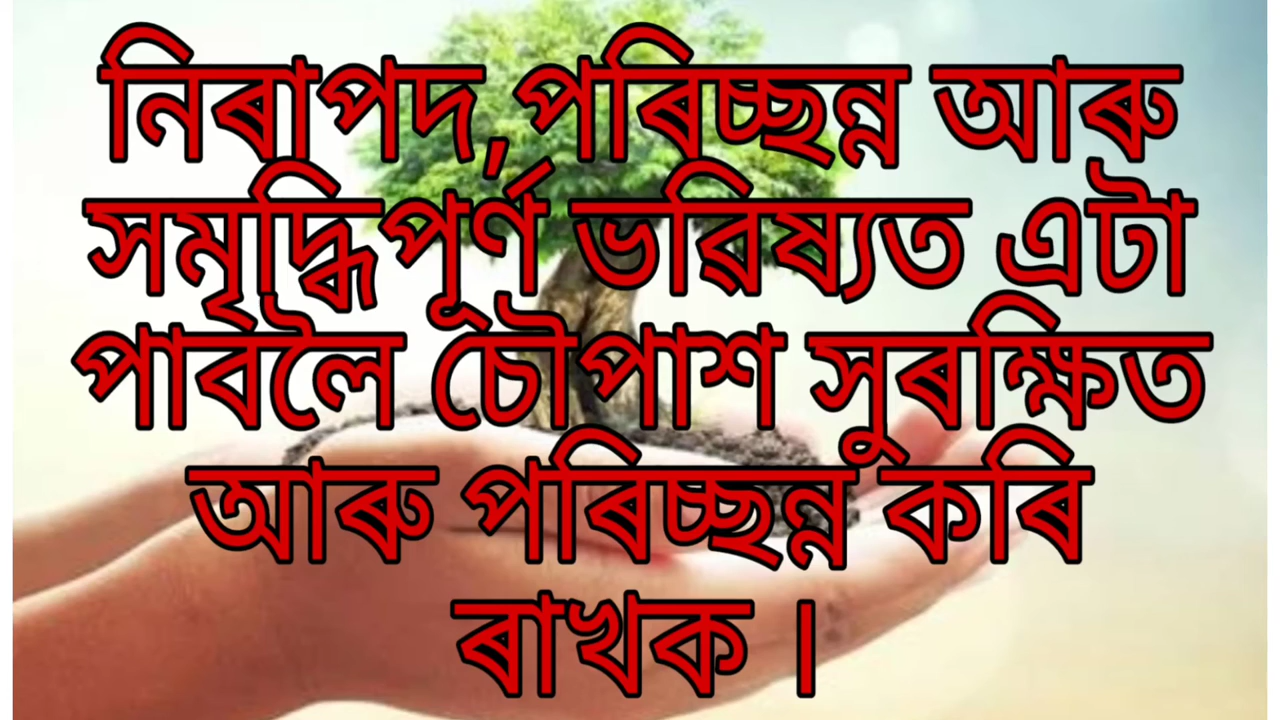 নিৰাপদ,পৰিচ্ছন্ন আৰু
সমৃদ্ধিপূৰ্ণ ভৱিষ্যত এটা
পাবলৈ চৌপাশ সুৰক্ষিত
আৰু পৰিচ্ছন্ন কৰি
ৰাখক ।